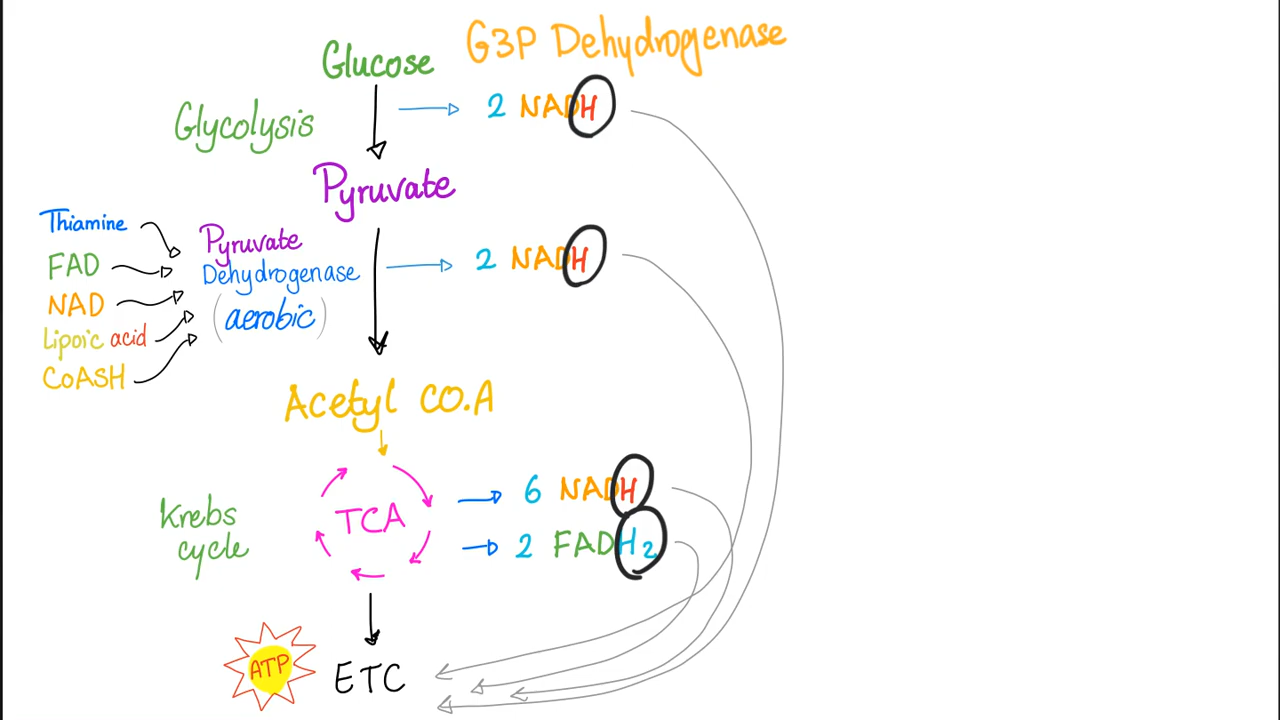 G3P Dehydrogenase
Glucose
2 NADH
Glycolysis
Pyruvate
Thiamine
FAD
NAD
Lipoic acid
CoASH
Pyruvate
Dehydrogenase
(aerobic)
2 NADH
Acetyl CO.A
Krebs
cycle
TCA
6 NADH
2 FADH2
ATP
ETC